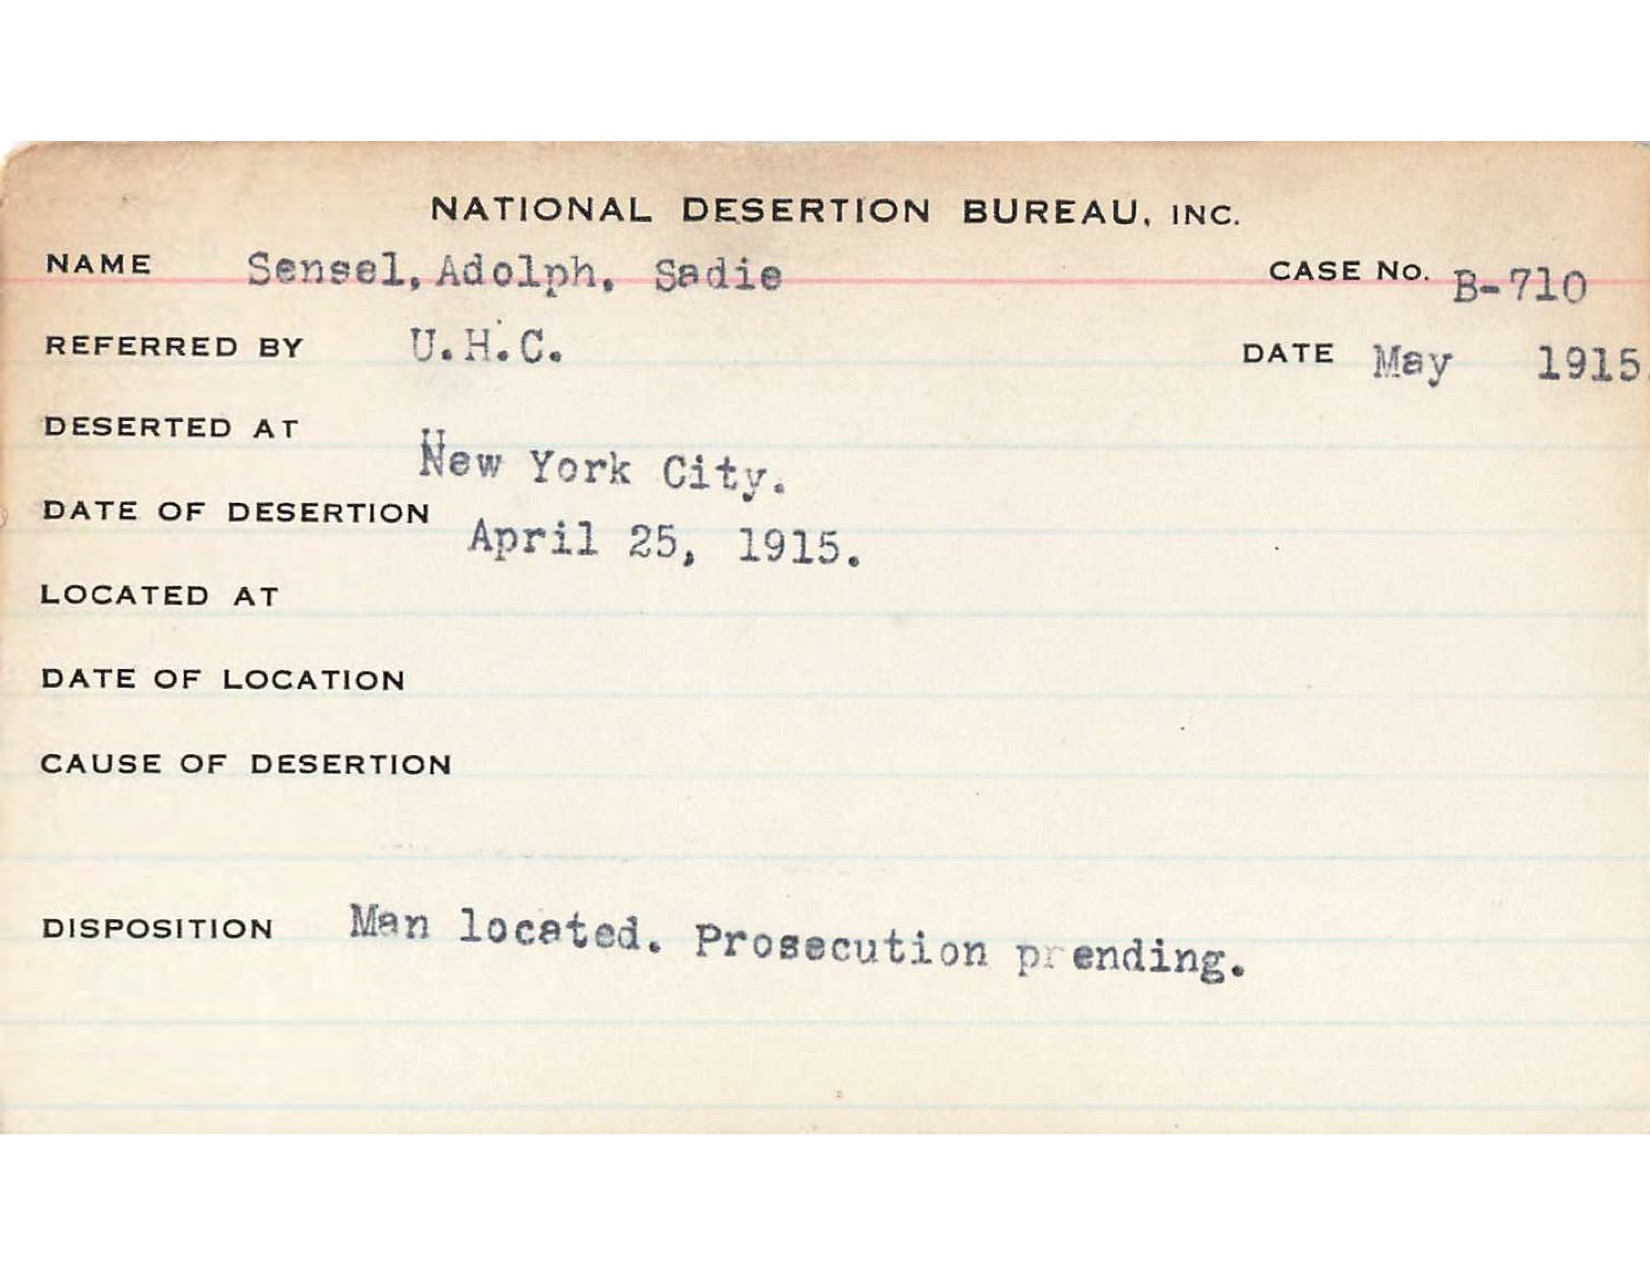 NATIONAL DESERTION BUREAU, INC.
NAME Sensel, Adolph, Sadie CASE No. B-710
REFERRED BY U.H.C. DATE May 1915.
DESERTED AT New York City.
DATE OF DESERTION April 25, 1915.
LOCATED AT
DATE OF LOCATION
CAUSE OF DESERTION
DISPOSITION Man located. Prosecution pending.